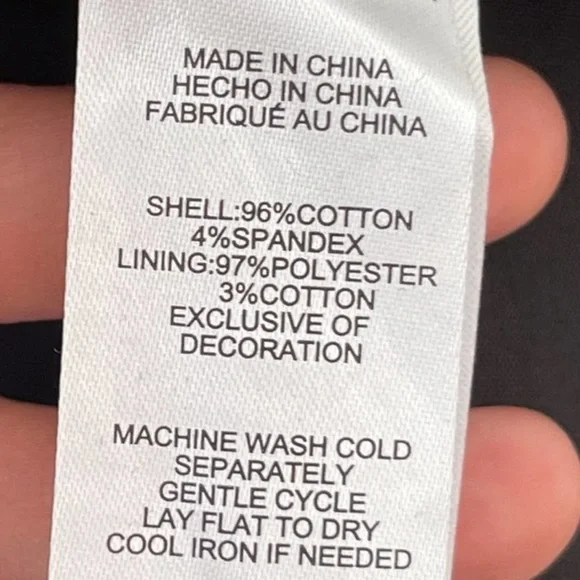 MADE IN CHINA
HECHO IN CHINA
FABRIQUÉ AU CHINA
SHELL:96%COTTON
4%SPANDEX
LINING:97%POLYESTER
3%COTTON
EXCLUSIVE OF
DECORATION
MACHINE WASH COLD
SEPARATELY
GENTLE CYCLE
LAY FLAT TO DRY
COOL IRON IF NEEDED